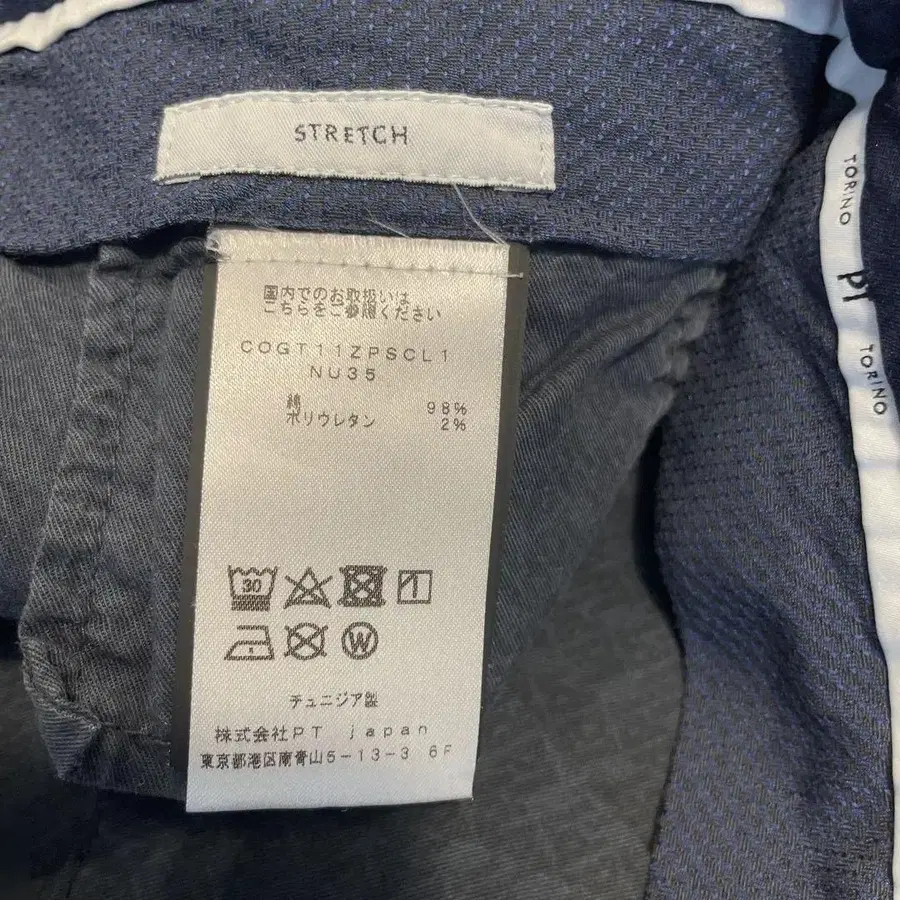 STRETCH
国内でのお取扱いは
こちらをご参照ください
COGT11ZPSCL1
NU35
綿 98%
ポリウレタン 2%
30
W
チュニジア製
株式会社PT japan
東京都港区南青山5-13-3 6F
TORINO
pt
TORINO